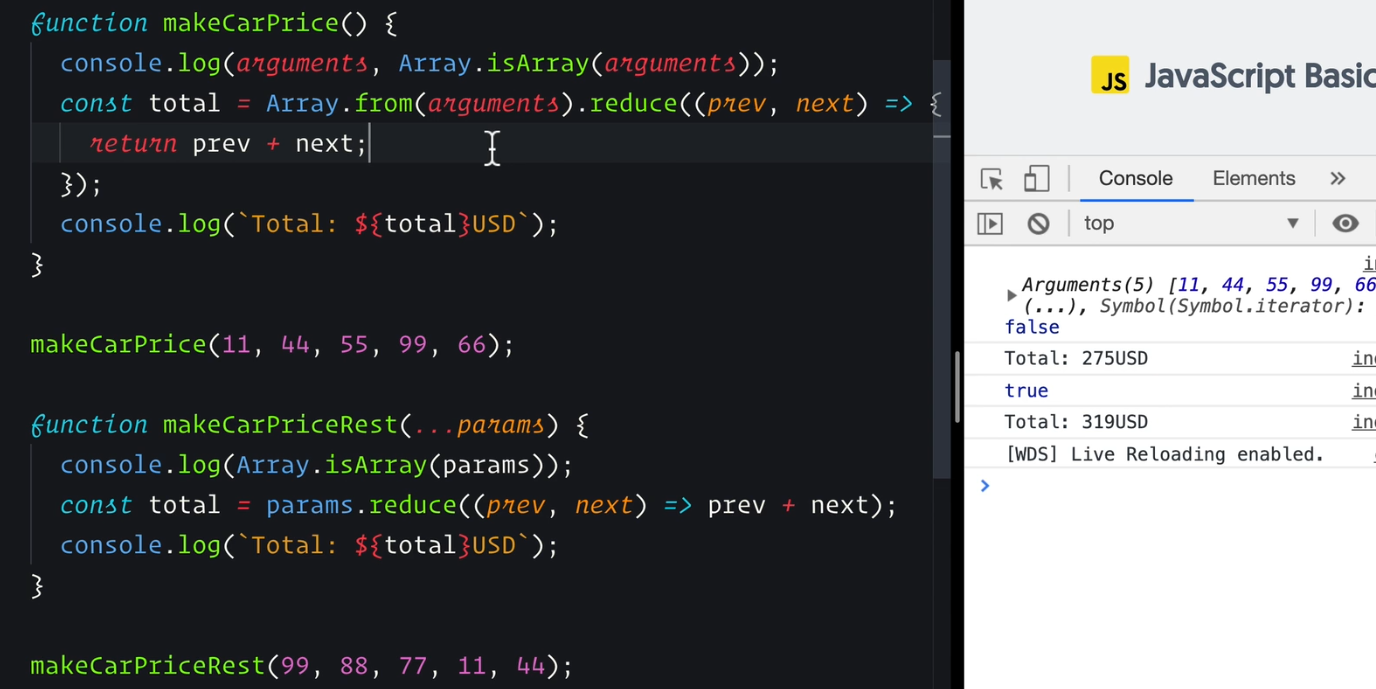 function makeCarPrice() {
console.log(arguments, Array.isArray(arguments));
const total = Array.from(arguments).reduce((prev, next) => {
return prev + next;
});
console.log(`Total: ${total}USD`);
}
makeCarPrice(11, 44, 55, 99, 66);
function makeCarPriceRest(...params) {
console.log(Array.isArray(params));
const total = params.reduce((prev, next) => prev + next);
console.log(`Total: ${total}USD`);
}
makeCarPriceRest(99, 88, 77, 11, 44);
JS JavaScript Basic
Console Elements »
top
in
Arguments(5) [11, 44, 55, 99, 66
(...), Symbol(Symbol.iterator):
false
Total: 275USD ind
true ind
Total: 319USD ind
[WDS] Live Reloading enabled.